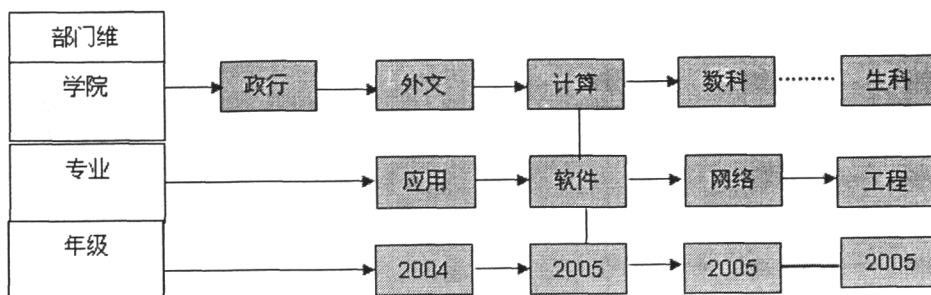 部门维
学院 政行 外文 计算 数科 生科
专业 应用 软件 网络 工程
年级 2004 2005 2005 2005